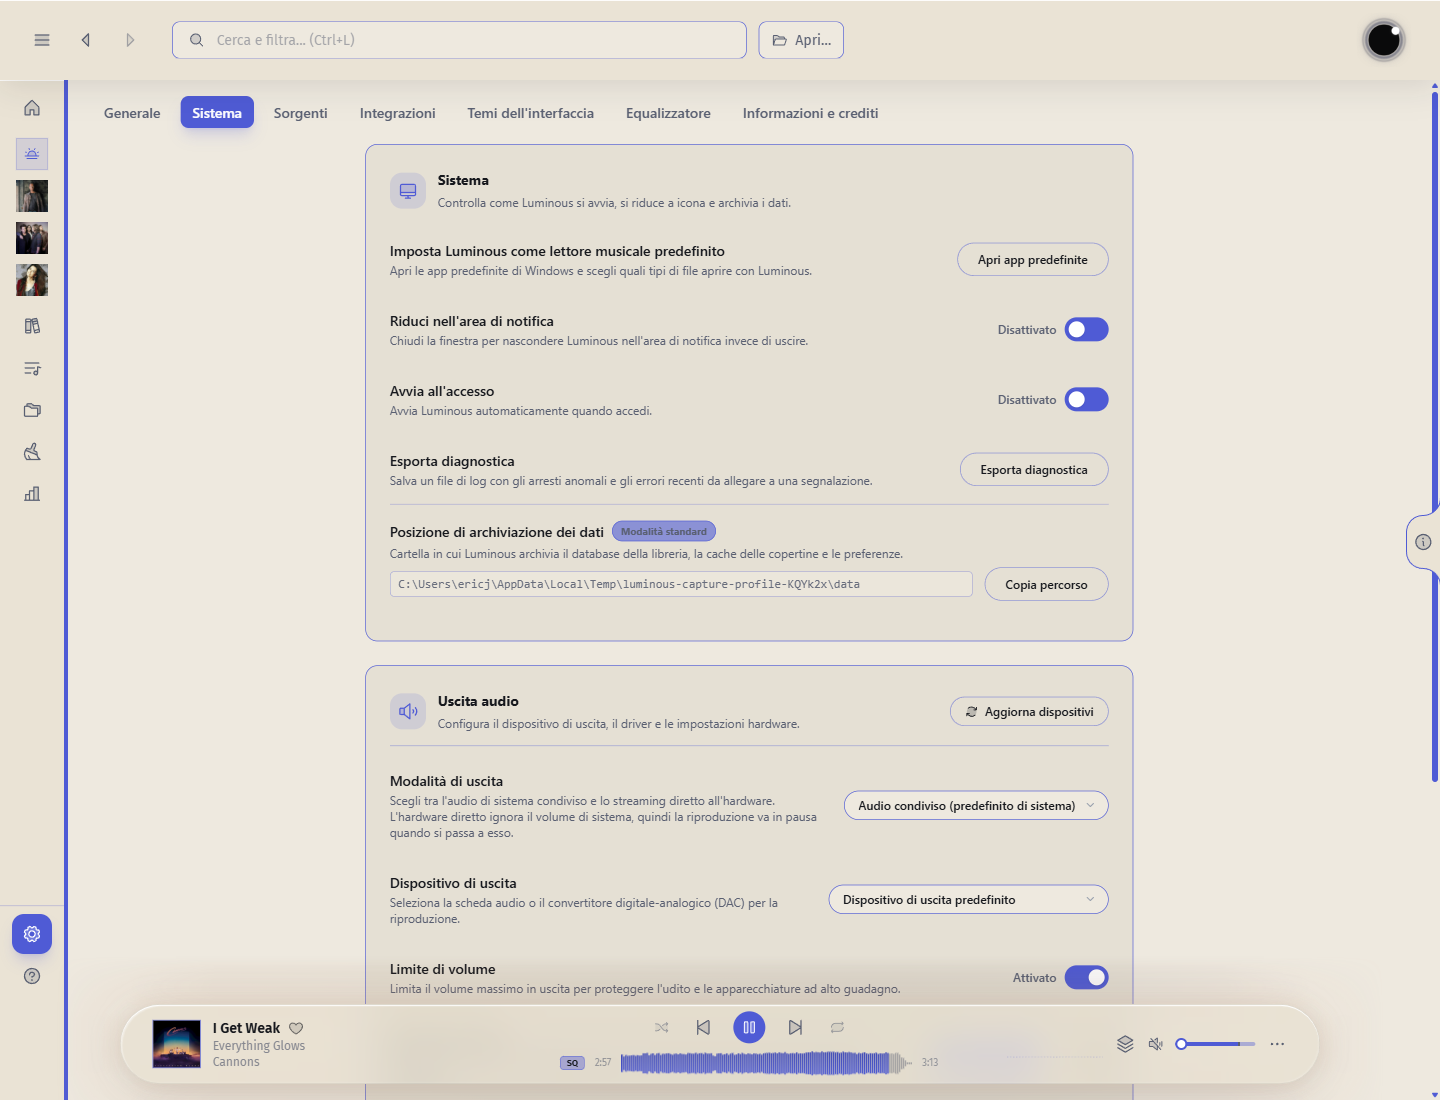 Cerca e filtra... (Ctrl+L)
Apri...
Generale
Sistema
Sorgenti
Integrazioni
Temi dell'interfaccia
Equalizzatore
Informazioni e crediti
Sistema
Controlla come Luminous si avvia, si riduce a icona e archivia i dati.
Imposta Luminous come lettore musicale predefinito
Apri le app predefinite di Windows e scegli quali tipi di file aprire con Luminous.
Apri app predefinite
Riduci nell'area di notifica
Chiudi la finestra per nascondere Luminous nell'area di notifica invece di uscire.
Disattivato
Avvia all'accesso
Avvia Luminous automaticamente quando accedi.
Disattivato
Esporta diagnostica
Salva un file di log con gli arresti anomali e gli errori recenti da allegare a una segnalazione.
Esporta diagnostica
Posizione di archiviazione dei dati
Modalità standard
Cartella in cui Luminous archivia il database della libreria, la cache delle copertine e le preferenze.
C:\Users\ericj\AppData\Local\Temp\luminous-capture-profile-KQYk2x\data
Copia percorso
Uscita audio
Configura il dispositivo di uscita, il driver e le impostazioni hardware.
Aggiorna dispositivi
Modalità di uscita
Scegli tra l'audio di sistema condiviso e lo streaming diretto all'hardware.
L'hardware diretto ignora il volume di sistema, quindi la riproduzione va in pausa
quando si passa a esso.
Audio condiviso (predefinito di sistema)
Dispositivo di uscita
Seleziona la scheda audio o il convertitore digitale-analogico (DAC) per la
riproduzione.
Dispositivo di uscita predefinito
Limite di volume
Limita il volume massimo in uscita per proteggere l'udito e le apparecchiature ad alto guadagno.
Attivato
I Get Weak
Everything Glows
Cannons
SQ
2:57
3:13